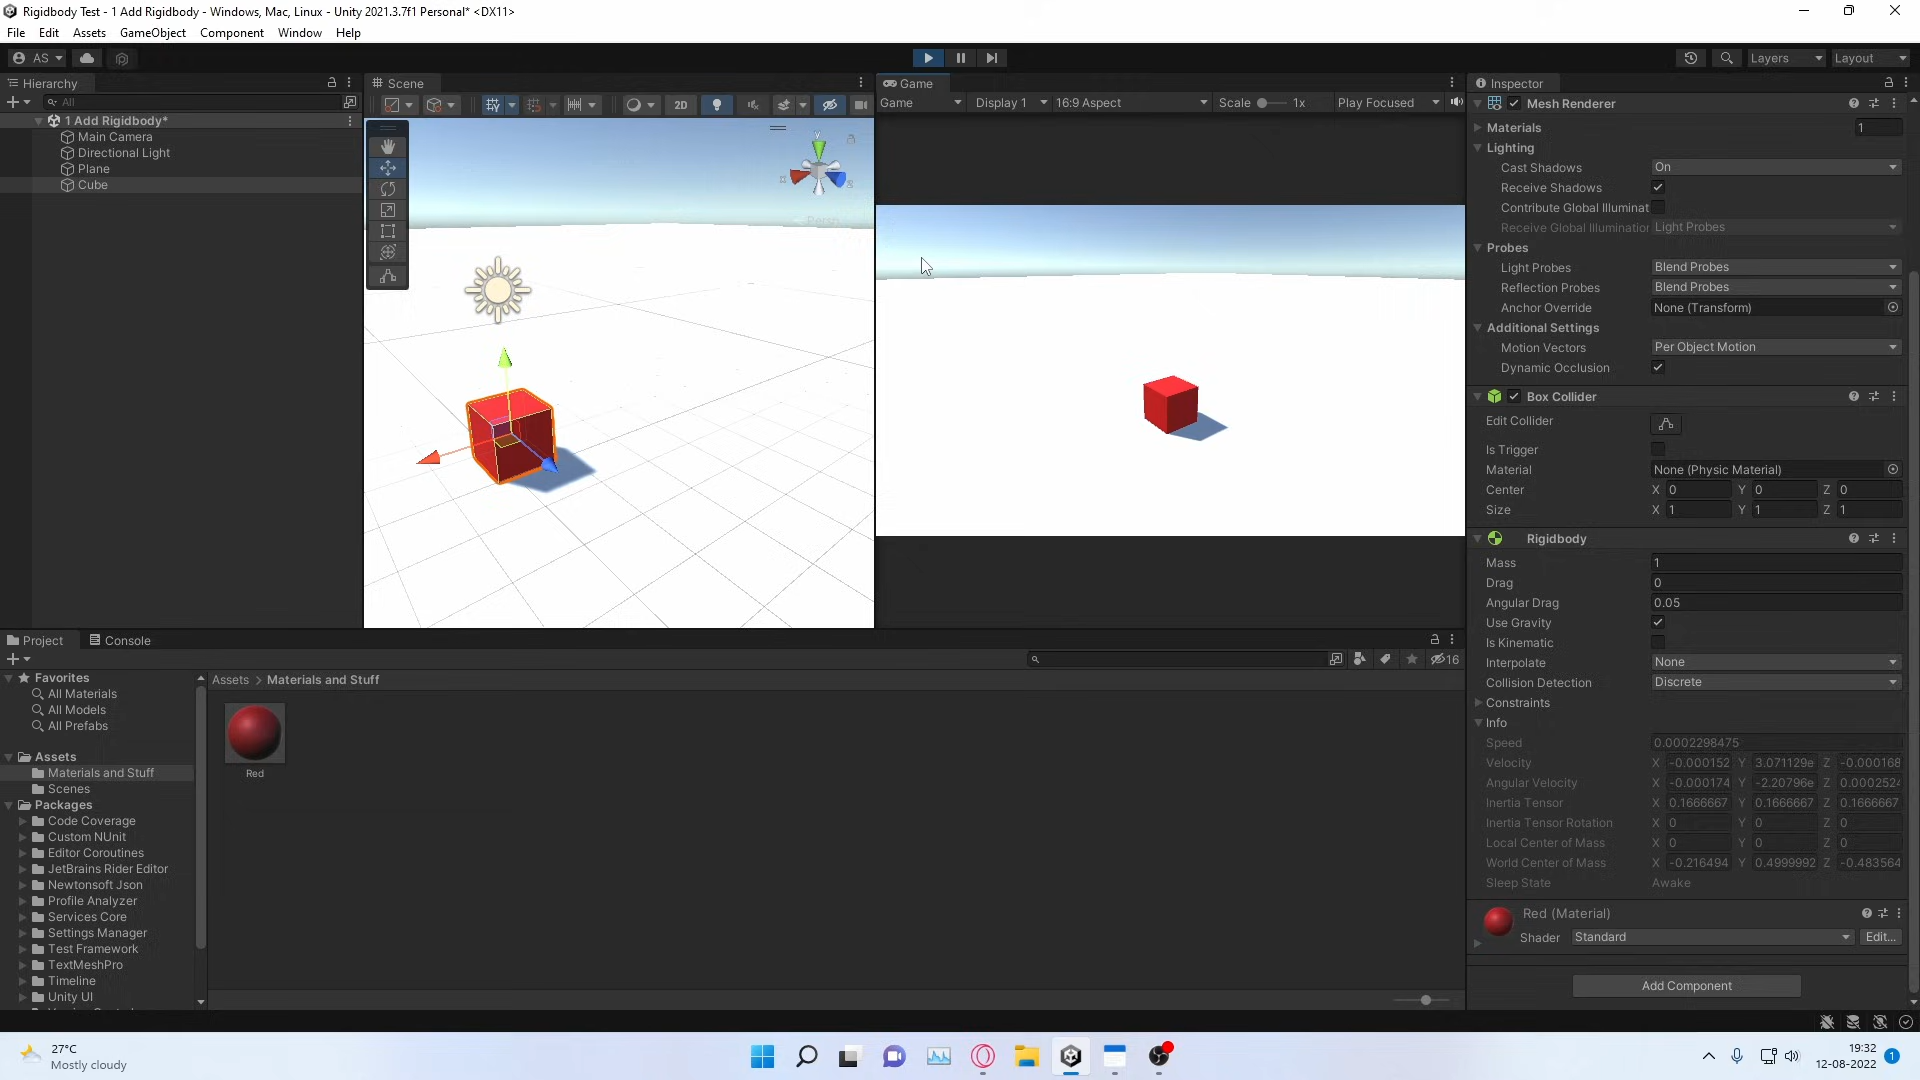 Rigidbody Test - 1 Add Rigidbody - Windows, Mac, Linux - Unity 2021.3.7f1 Personal* <DX11>
File Edit Assets GameObject Component Window Help
AS Layers Layout
Hierarchy
All
1 Add Rigidbody*
Main Camera
Directional Light
Plane
Cube
Scene
2D
y
x
z
Persp
Game
Game Display 1 16:9 Aspect Scale 1x Play Focused
Inspector
Mesh Renderer
Materials 1
Lighting
Cast Shadows On
Receive Shadows
Contribute Global Illuminat
Receive Global Illumination Light Probes
Probes
Light Probes Blend Probes
Reflection Probes Blend Probes
Anchor Override None (Transform)
Additional Settings
Motion Vectors Per Object Motion
Dynamic Occlusion
Box Collider
Edit Collider
Is Trigger
Material None (Physic Material)
Center X 0 Y 0 Z 0
Size X 1 Y 1 Z 1
Rigidbody
Mass 1
Drag 0
Angular Drag 0.05
Use Gravity
Is Kinematic
Interpolate None
Collision Detection Discrete
Constraints
Info
Speed 0.0002298475
Velocity X -0.000152 Y 3.071129e Z -0.000168
Angular Velocity X -0.000174 Y -2.20796e Z 0.0002524
Inertia Tensor X 0.1666667 Y 0.1666667 Z 0.1666667
Inertia Tensor Rotation X 0 Y 0 Z 0
Local Center of Mass X 0 Y 0 Z 0
World Center of Mass X -0.216494 Y 0.4999992 Z -0.483564
Sleep State Awake
Red (Material)
Shader Standard Edit...
Add Component
Project Console
16
Favorites
All Materials
All Models
All Prefabs
Assets
Materials and Stuff
Scenes
Packages
Code Coverage
Custom NUnit
Editor Coroutines
JetBrains Rider Editor
Newtonsoft Json
Profile Analyzer
Services Core
Settings Manager
Test Framework
TextMeshPro
Timeline
Unity UI
Assets > Materials and Stuff
Red
27°C
Mostly cloudy
19:32
12-08-2022
1